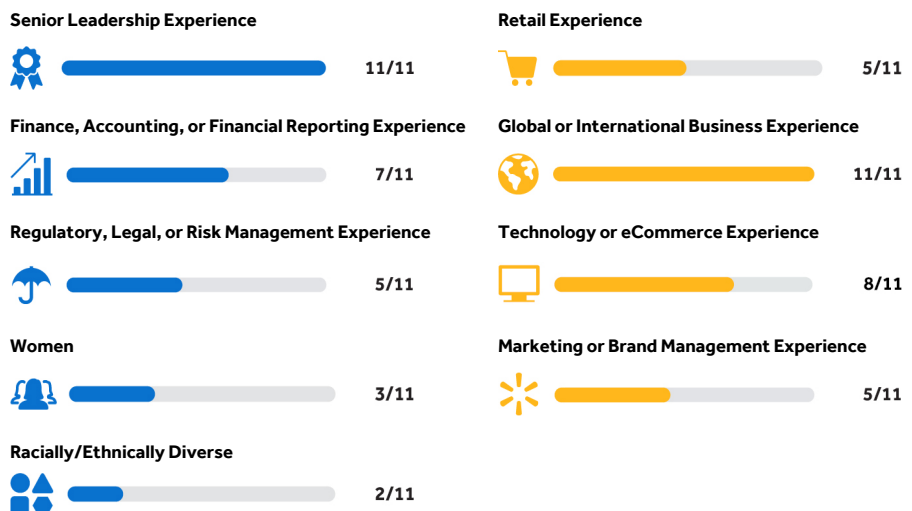 Senior Leadership Experience
11/11
Finance, Accounting, or Financial Reporting Experience
7/11
Regulatory, Legal, or Risk Management Experience
5/11
Women
3/11
Racially/Ethnically Diverse
2/11
Retail Experience
5/11
Global or International Business Experience
11/11
Technology or eCommerce Experience
8/11
Marketing or Brand Management Experience
5/11